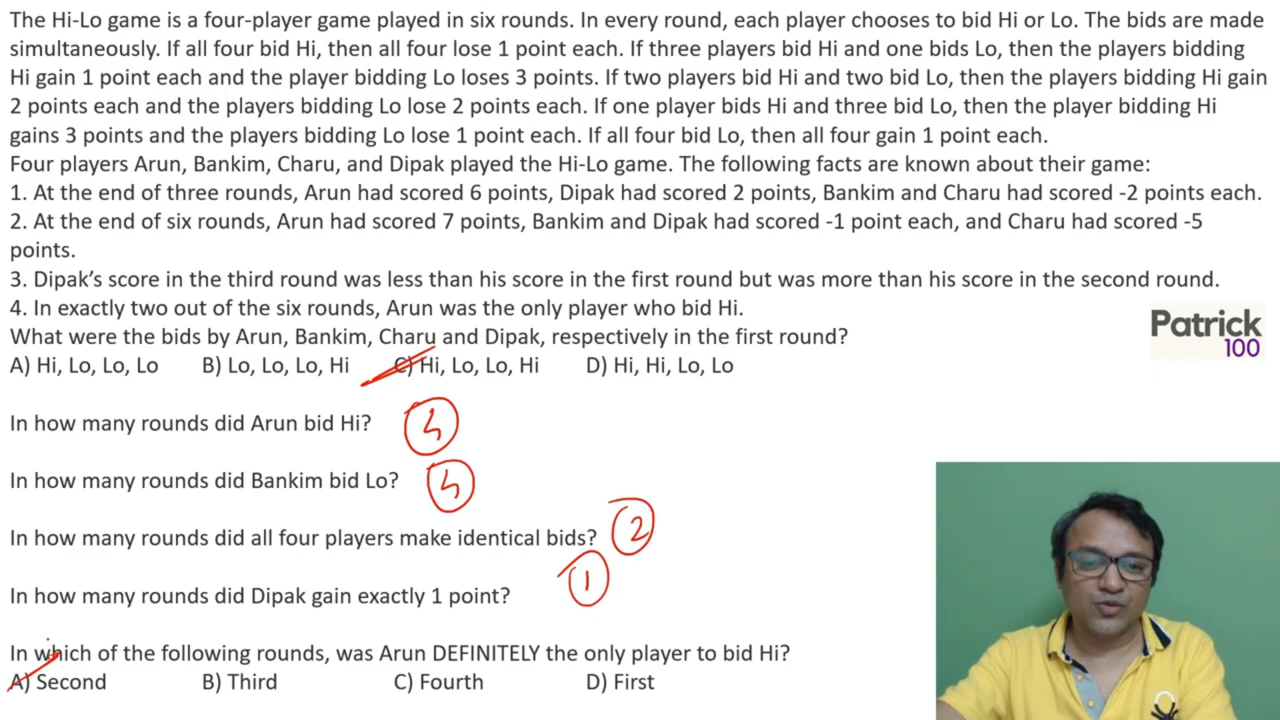 The Hi-Lo game is a four-player game played in six rounds. In every round, each player chooses to bid Hi or Lo. The bids are made
simultaneously. If all four bid Hi, then all four lose 1 point each. If three players bid Hi and one bids Lo, then the players bidding
Hi gain 1 point each and the player bidding Lo loses 3 points. If two players bid Hi and two bid Lo, then the players bidding Hi gain
2 points each and the players bidding Lo lose 2 points each. If one player bids Hi and three bid Lo, then the player bidding Hi
gains 3 points and the players bidding Lo lose 1 point each. If all four bid Lo, then all four gain 1 point each.
Four players Arun, Bankim, Charu, and Dipak played the Hi-Lo game. The following facts are known about their game:
1. At the end of three rounds, Arun had scored 6 points, Dipak had scored 2 points, Bankim and Charu had scored -2 points each.
2. At the end of six rounds, Arun had scored 7 points, Bankim and Dipak had scored -1 point each, and Charu had scored -5
points.
3. Dipak's score in the third round was less than his score in the first round but was more than his score in the second round.
4. In exactly two out of the six rounds, Arun was the only player who bid Hi.
Patrick
100
What were the bids by Arun, Bankim, Charu and Dipak, respectively in the first round?
A) Hi, Lo, Lo, Lo B) Lo, Lo, Lo, Hi C) Hi, Lo, Lo, Hi D) Hi, Hi, Lo, Lo
In how many rounds did Arun bid Hi? 4
In how many rounds did Bankim bid Lo? 4
In how many rounds did all four players make identical bids? 2
In how many rounds did Dipak gain exactly 1 point? 1
In which of the following rounds, was Arun DEFINITELY the only player to bid Hi?
A) Second B) Third C) Fourth D) First